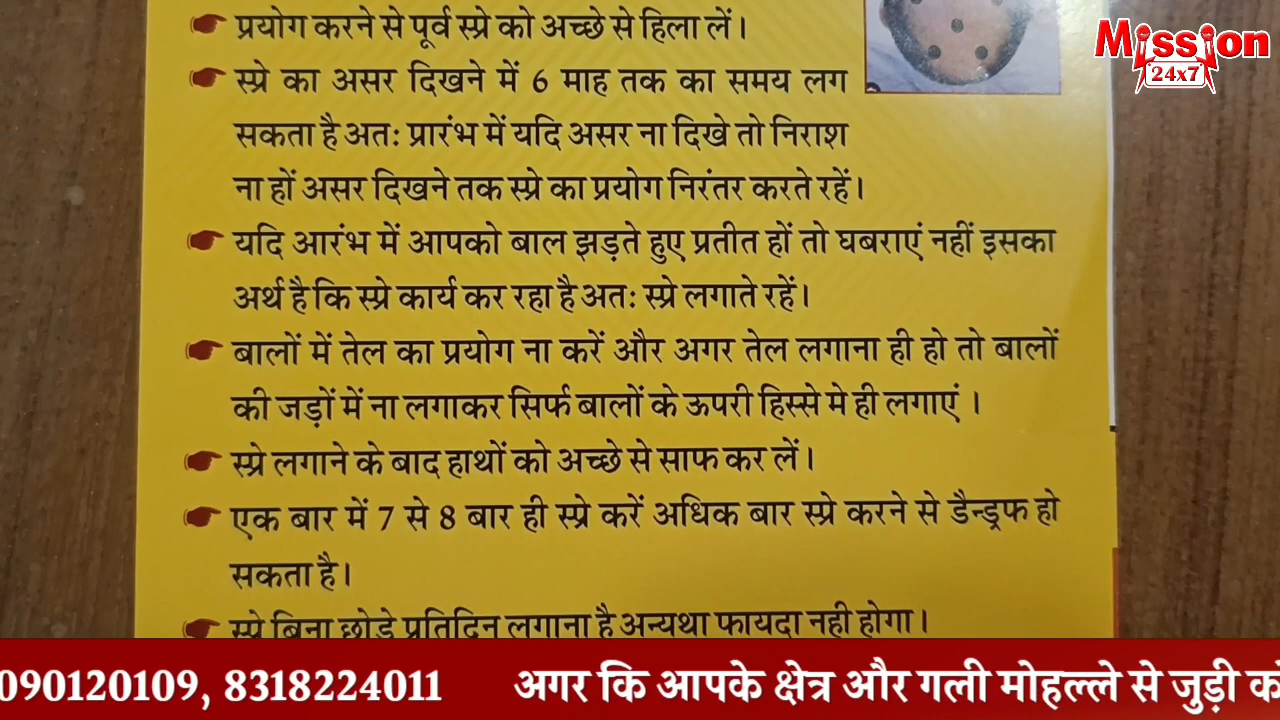 प्रयोग करने से पूर्व स्प्रे को अच्छे से हिला लें।
Mission
24x7
स्प्रे का असर दिखने में 6 माह तक का समय लग
सकता है अतः प्रारंभ में यदि असर ना दिखे तो निराश
ना हों असर दिखने तक स्प्रे का प्रयोग निरंतर करते रहें।
यदि आरंभ में आपको बाल झड़ते हुए प्रतीत हों तो घबराएं नहीं इसका
अर्थ है कि स्प्रे कार्य कर रहा है अतः स्प्रे लगाते रहें।
बालों में तेल का प्रयोग ना करें और अगर तेल लगाना ही हो तो बालों
की जड़ों में ना लगाकर सिर्फ बालों के ऊपरी हिस्से मे ही लगाएं ।
स्प्रे लगाने के बाद हाथों को अच्छे से साफ कर लें।
एक बार में 7 से 8 बार ही स्प्रे करें अधिक बार स्प्रे करने से डैन्ड्रफ हो
सकता है।
स्प्रे बिना छोड़े प्रतिदिन लगाना है अन्यथा फायदा नही होगा।
090120109, 8318224011 अगर कि आपके क्षेत्र और गली मोहल्ले से जुड़ी